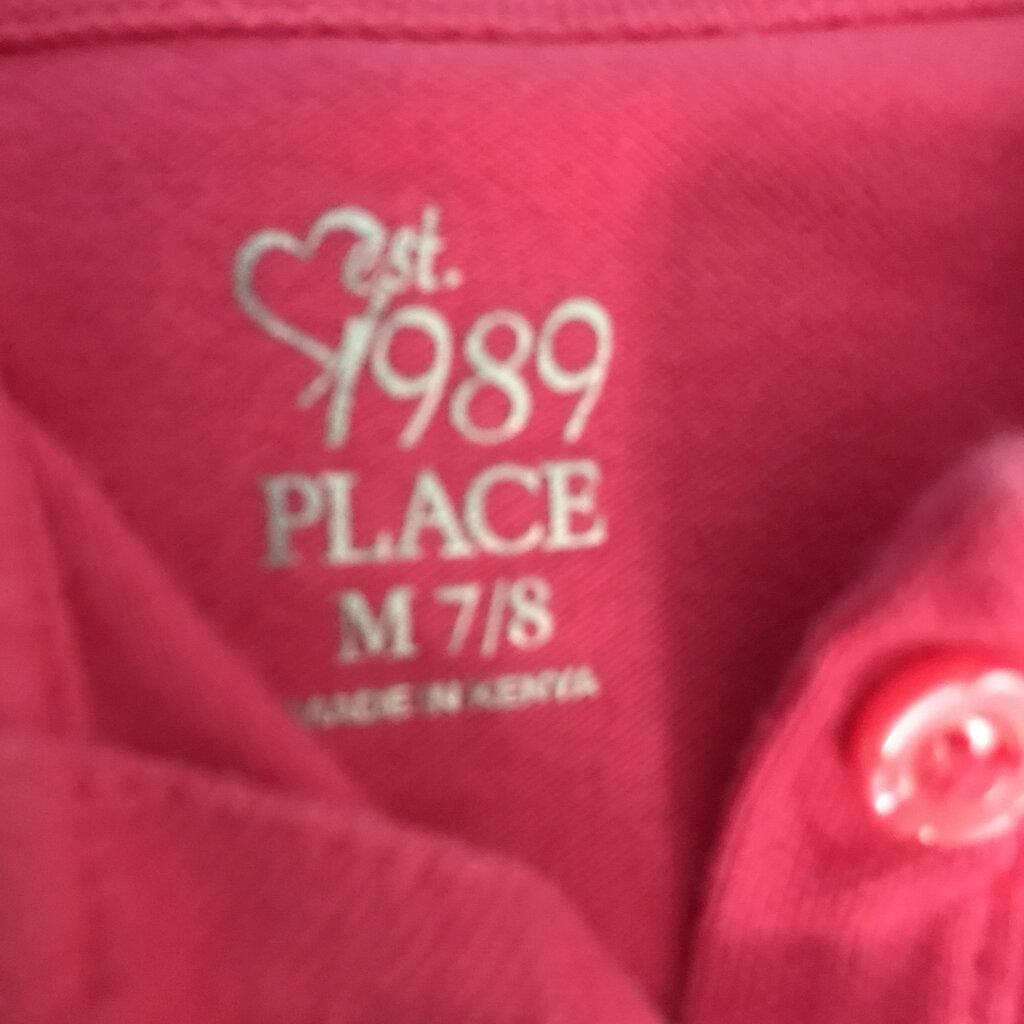 est.
1989
PLACE
M 7/8
MADE IN KENYA